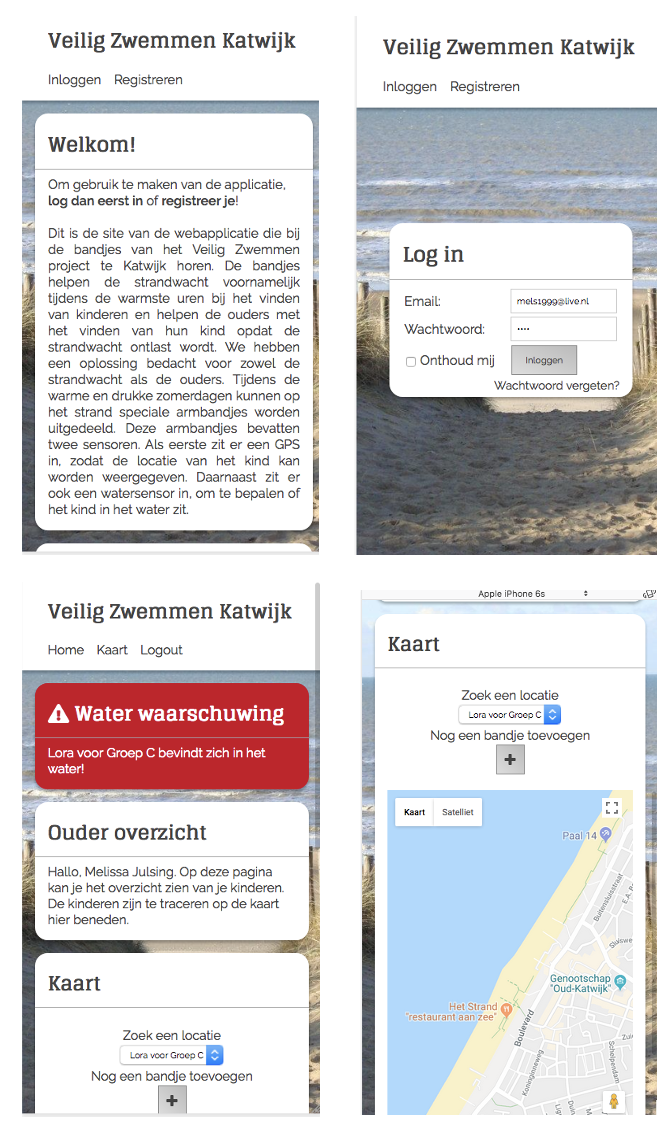 Veilig Zwemmen Katwijk
Inloggen Registreren
Welkom!
Om gebruik te maken van de applicatie,
log dan eerst in of registreer je!
Dit is de site van de webapplicatie die bij
de bandjes van het Veilig Zwemmen
project te Katwijk horen. De bandjes
helpen de strandwacht voornamelijk
tijdens de warmste uren bij het vinden
van kinderen en helpen de ouders met
het vinden van hun kind opdat de
strandwacht ontlast wordt. We hebben
een oplossing bedacht voor zowel de
strandwacht als de ouders. Tijdens de
warme en drukke zomerdagen kunnen op
het strand speciale armbandjes worden
uitgedeeld. Deze armbandjes bevatten
twee sensoren. Als eerste zit er een GPS
in, zodat de locatie van het kind kan
worden weergegeven. Daarnaast zit er
ook een watersensor in, om te bepalen of
het kind in het water zit.
Veilig Zwemmen Katwijk
Inloggen Registreren
Log in
Email: mels1999@live.nl
Wachtwoord: ····
Onthoud mij Inloggen
Wachtwoord vergeten?
Veilig Zwemmen Katwijk
Home Kaart Logout
Water waarschuwing
Lora voor Groep C bevindt zich in het
water!
Ouder overzicht
Hallo, Melissa Julsing. Op deze pagina
kan je het overzicht zien van je kinderen.
De kinderen zijn te traceren op de kaart
hier beneden.
Kaart
Zoek een locatie
Lora voor Groep C
Nog een bandje toevoegen
+
Apple iPhone 6s
Kaart
Zoek een locatie
Lora voor Groep C
Nog een bandje toevoegen
+
Kaart Satelliet
Paal 14
Buitensluisstraat
E.A. B
Sluiswe
Genootschap
"Oud-Katwijk"
Het Strand
"restaurant aan zee"
Boulevard
Koninginneweg
Zuid
Schelpendam